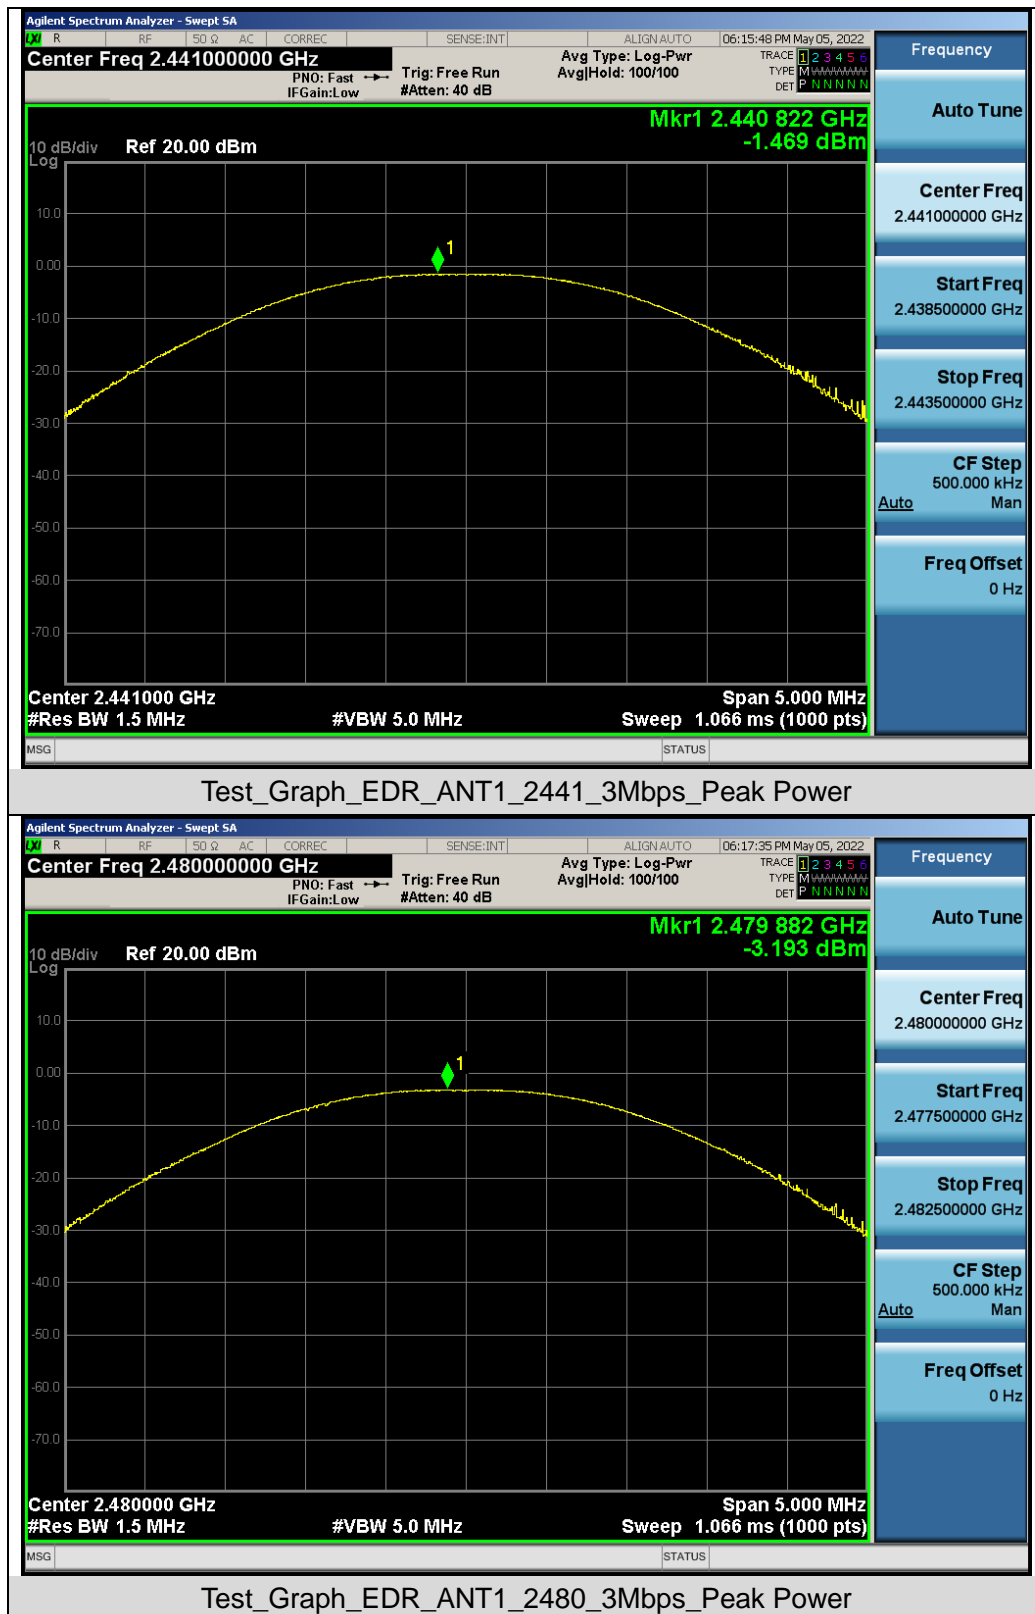 Agilent Spectrum Analyzer - Swept SA
LXI R RF 50 Ω AC CORREC SENSE:INT ALIGN AUTO 06:15:48 PM May 05, 2022
Center Freq 2.441000000 GHz
PNO: Fast
IFGain:Low
Trig: Free Run
#Atten: 40 dB
Avg Type: Log-Pwr
Avg|Hold: 100/100
TRACE 1 2 3 4 5 6
TYPE M WWWWW
DET P N N N N N
Mkr1 2.440 822 GHz
-1.469 dBm
10 dB/div Ref 20.00 dBm
Log
10.0
0.00
-10.0
-20.0
-30.0
-40.0
-50.0
-60.0
-70.0
1
Center 2.441000 GHz Span 5.000 MHz
#Res BW 1.5 MHz #VBW 5.0 MHz Sweep 1.066 ms (1000 pts)
MSG STATUS
Frequency
Auto Tune
Center Freq
2.441000000 GHz
Start Freq
2.438500000 GHz
Stop Freq
2.443500000 GHz
CF Step
500.000 kHz
Auto Man
Freq Offset
0 Hz
Test_Graph_EDR_ANT1_2441_3Mbps_Peak Power
Agilent Spectrum Analyzer - Swept SA
LXI R RF 50 Ω AC CORREC SENSE:INT ALIGN AUTO 06:17:35 PM May 05, 2022
Center Freq 2.480000000 GHz
PNO: Fast
IFGain:Low
Trig: Free Run
#Atten: 40 dB
Avg Type: Log-Pwr
Avg|Hold: 100/100
TRACE 1 2 3 4 5 6
TYPE M WWWWW
DET P N N N N N
Mkr1 2.479 882 GHz
-3.193 dBm
10 dB/div Ref 20.00 dBm
Log
10.0
0.00
-10.0
-20.0
-30.0
-40.0
-50.0
-60.0
-70.0
1
Center 2.480000 GHz Span 5.000 MHz
#Res BW 1.5 MHz #VBW 5.0 MHz Sweep 1.066 ms (1000 pts)
MSG STATUS
Frequency
Auto Tune
Center Freq
2.480000000 GHz
Start Freq
2.477500000 GHz
Stop Freq
2.482500000 GHz
CF Step
500.000 kHz
Auto Man
Freq Offset
0 Hz
Test_Graph_EDR_ANT1_2480_3Mbps_Peak Power